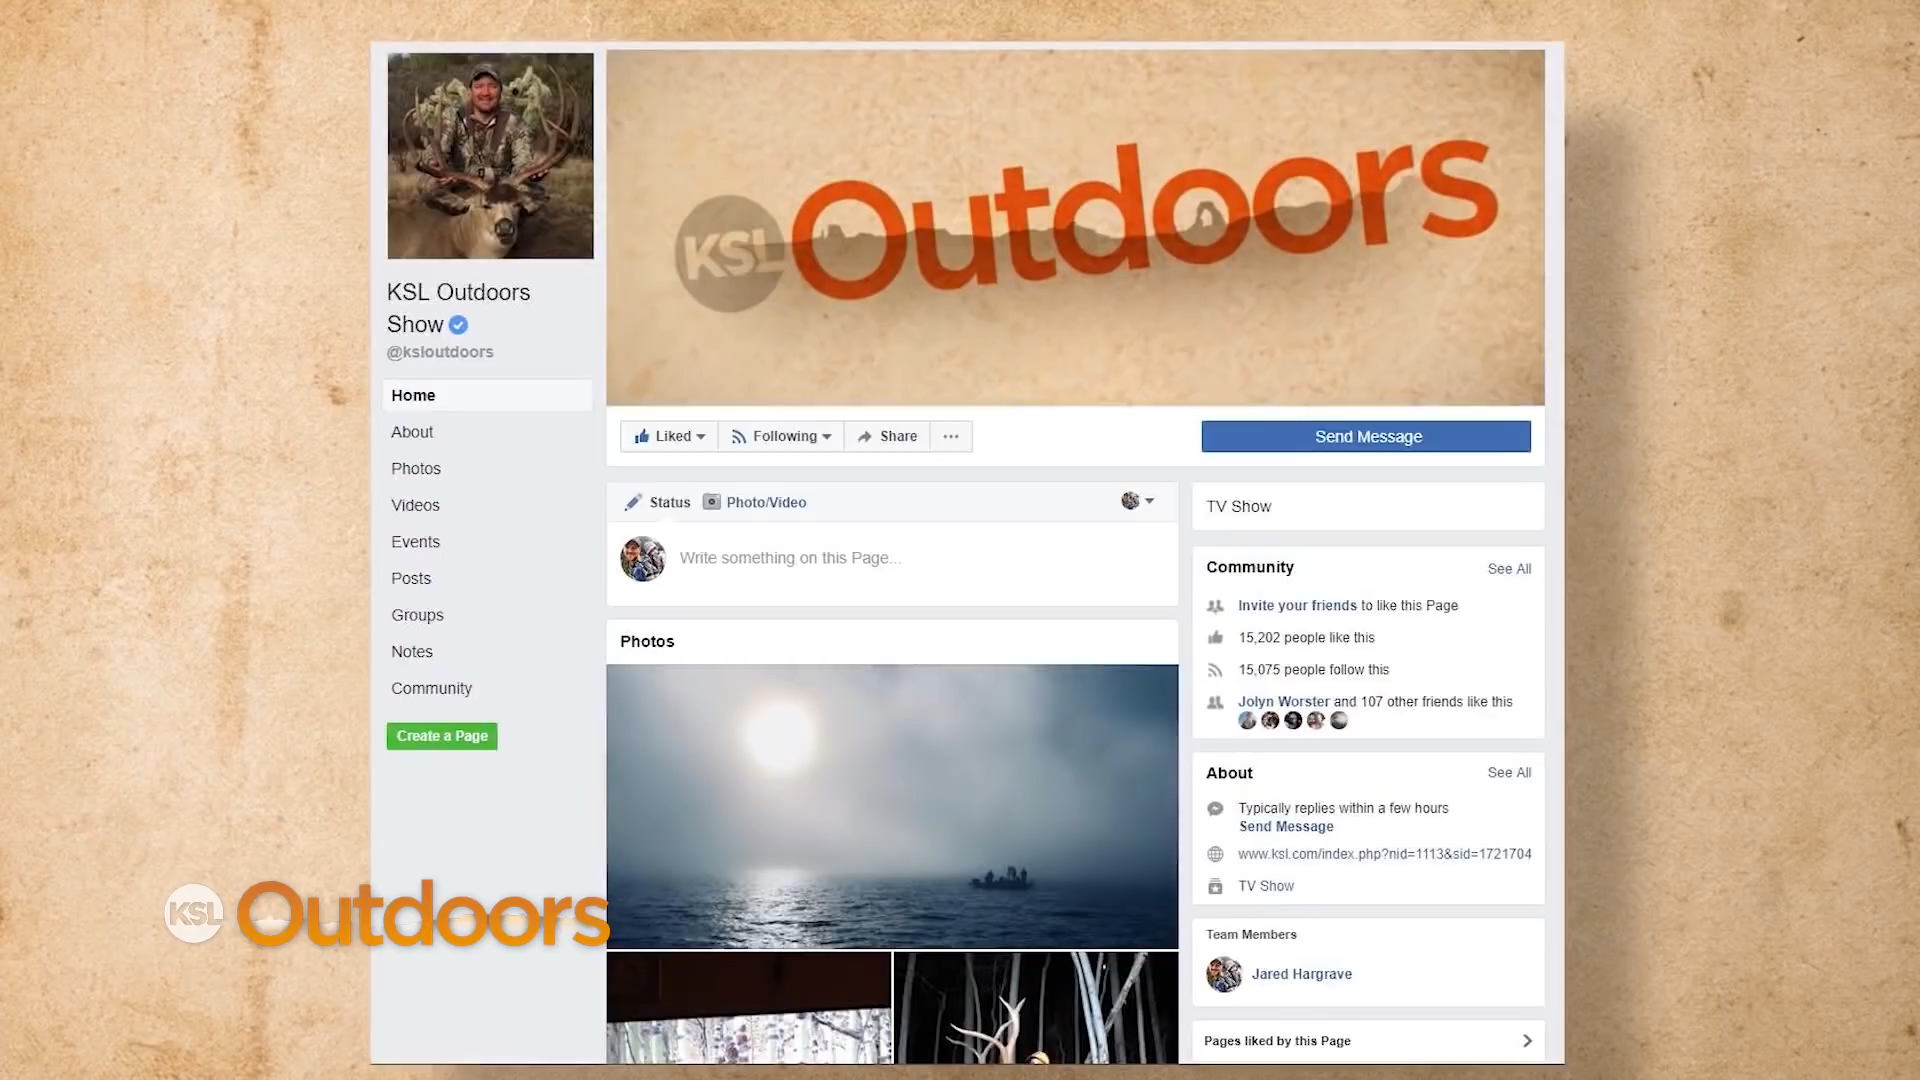 KSL Outdoors
KSL Outdoors
Show
@ksloutdoors
Home
About
Photos
Videos
Events
Posts
Groups
Notes
Community
Create a Page
Liked
Following
Share
Send Message
Status
Photo/Video
Write something on this Page...
Photos
TV Show
Community
See All
Invite your friends to like this Page
15,202 people like this
15,075 people follow this
Jolyn Worster and 107 other friends like this
About
See All
Typically replies within a few hours
Send Message
www.ksl.com/index.php?nid=1113&sid=1721704
TV Show
Team Members
Jared Hargrave
Pages liked by this Page
KSL Outdoors